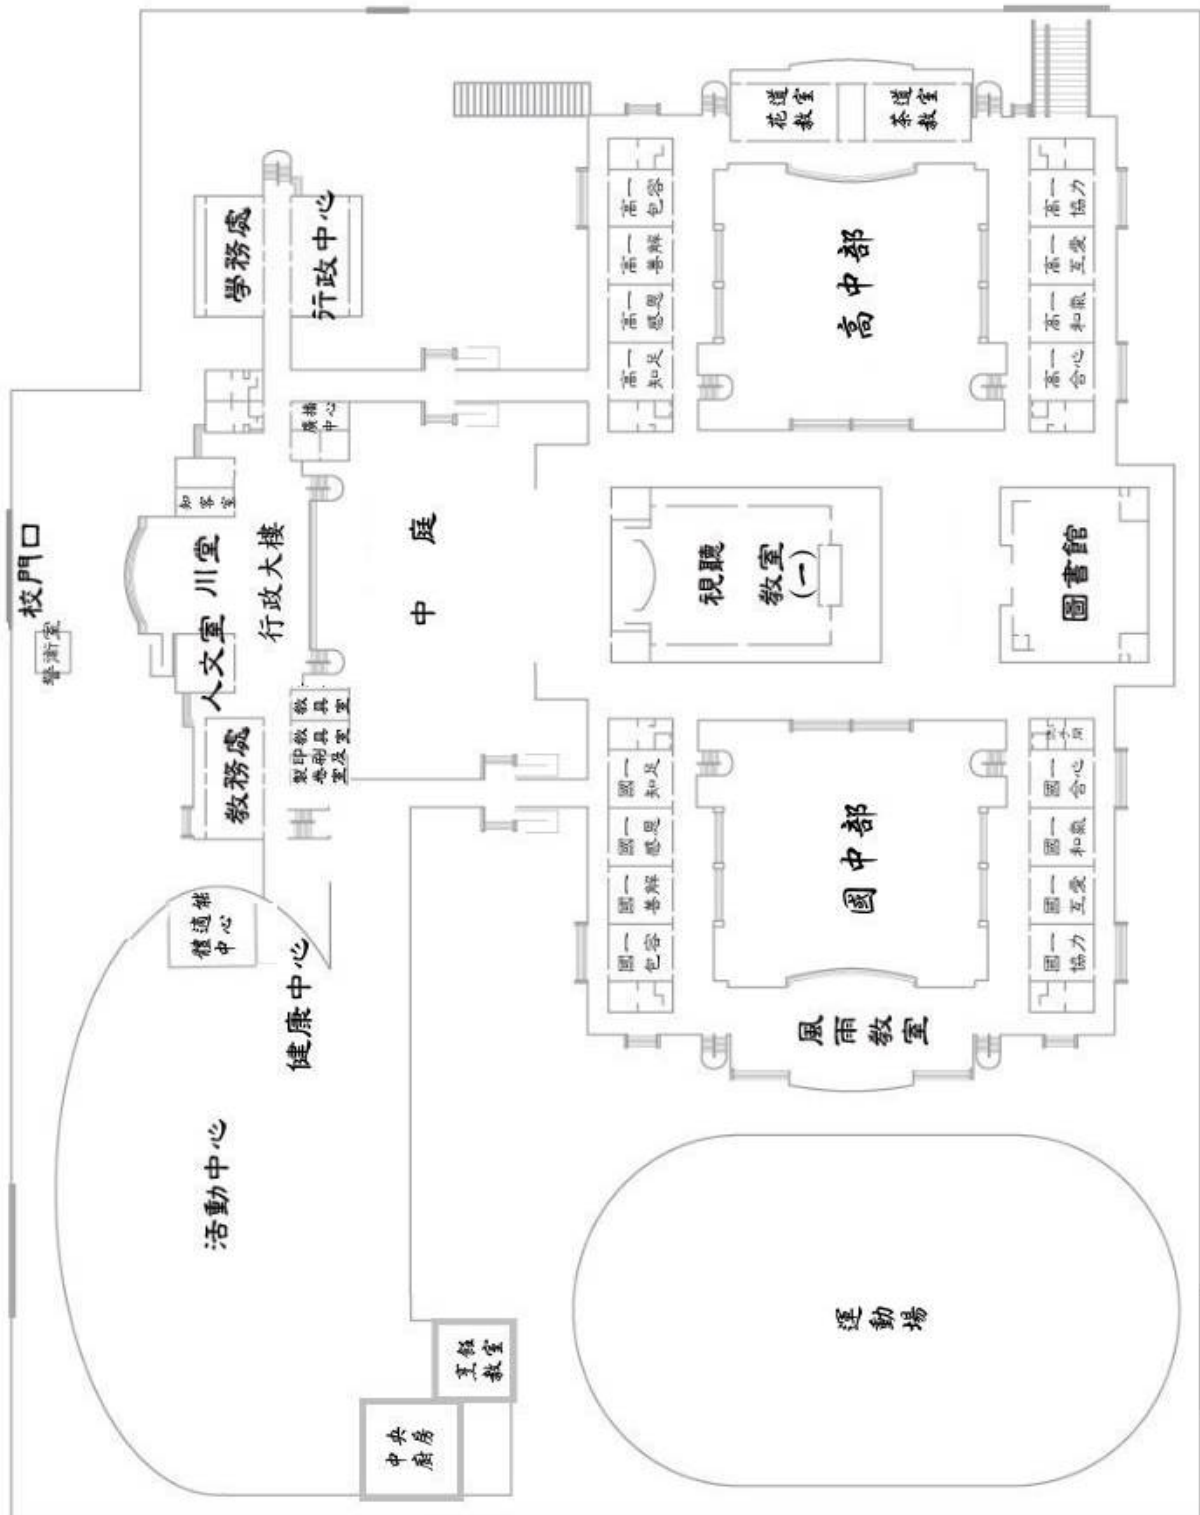 校門口
警衛室
學務處
行政中心
廣播
中心
知客室
川堂
人文室
行政大樓
教務處
教具室
製卷室及
印刷室
教具室
中庭
體適能
中心
健康中心
活動中心
中央
廚房
烹飪
教室
花道
教室
茶道
教室
高一
包容
高一
善解
高一
感恩
高一
知足
高中部
高一
協力
高一
互愛
高一
和氣
高一
合心
視聽
教室
(一)
圖書館
國一
知足
國一
感恩
國一
善解
國一
包容
國中部
國一
合心
國一
和氣
國一
互愛
國一
協力
風雨教室
運動場